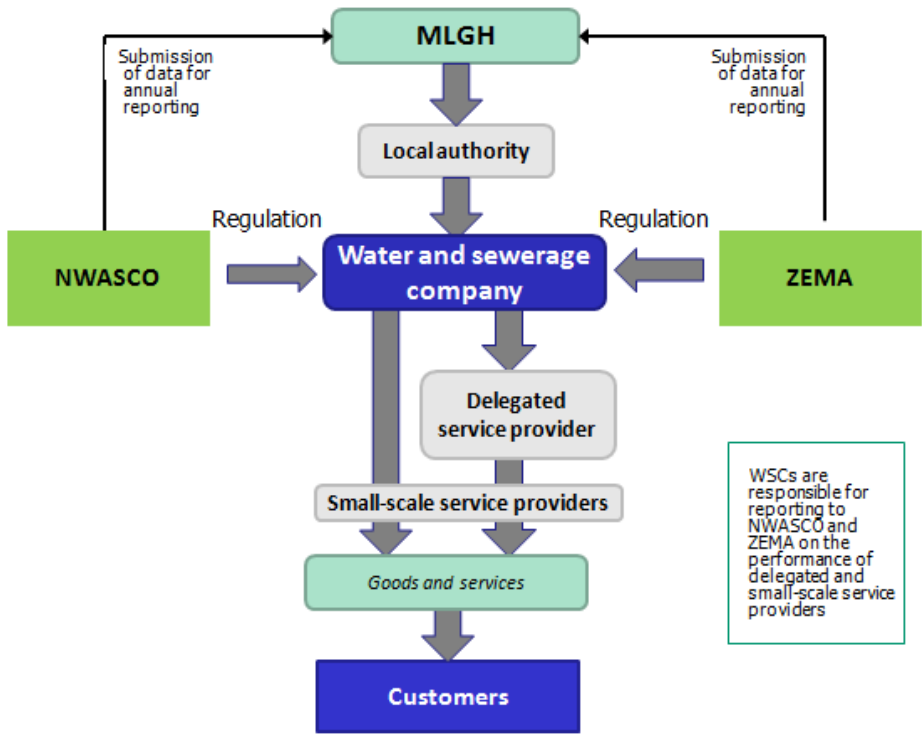 MLGH
Submission
of data for
annual
reporting
Submission
of data for
annual
reporting
Local authority
Regulation
Regulation
NWASCO
Water and sewerage
company
ZEMA
Delegated
service provider
Small-scale service providers
WSCs are
responsible for
reporting to
NWASCO and
ZEMA on the
performance of
delegated and
small-scale service
providers
Goods and services
Customers